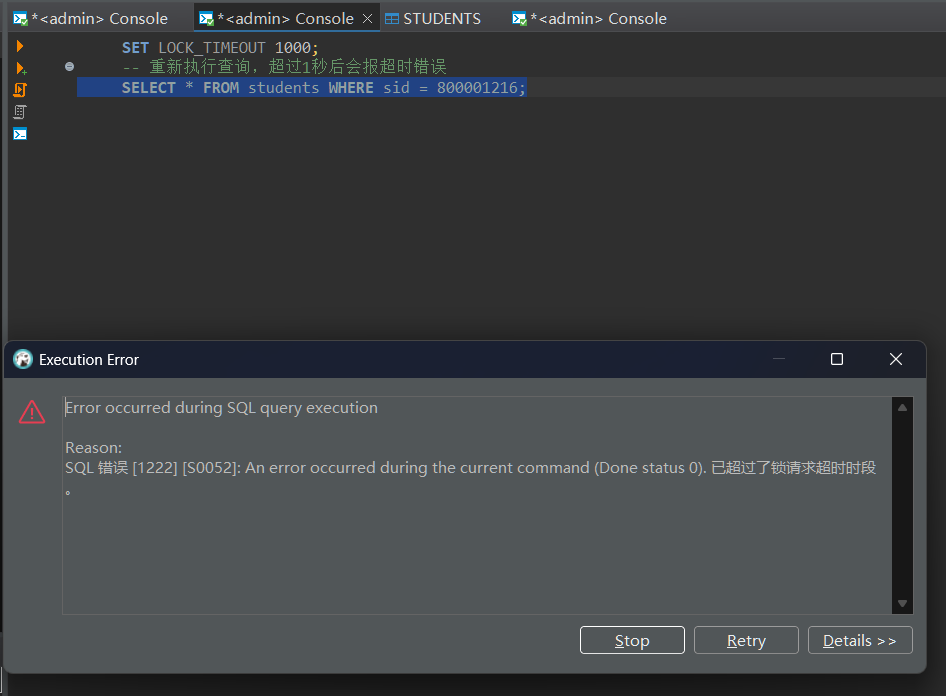 *<admin> Console
*<admin> Console
STUDENTS
*<admin> Console
SET LOCK_TIMEOUT 1000;
-- 重新执行查询，超过1秒后会报超时错误
SELECT * FROM students WHERE sid = 800001216;
Execution Error
Error occurred during SQL query execution
Reason:
SQL 错误 [1222] [S0052]: An error occurred during the current command (Done status 0). 已超过了锁请求超时时段
。
Stop
Retry
Details >>